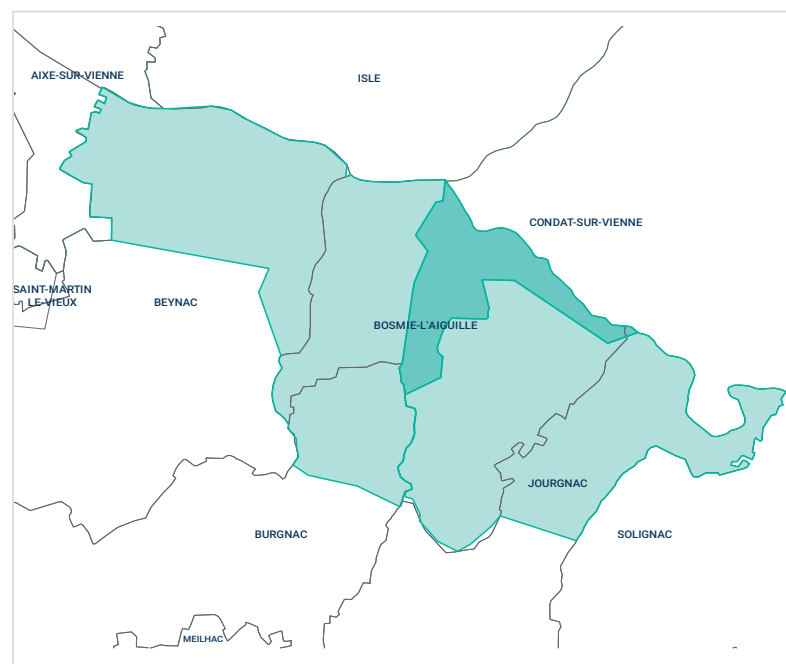 AIXE-SUR-VIENNE
ISLE
CONDAT-SUR-VIENNE
SAINT-MARTIN
LE-VIEUX
BEYNAC
BOSMIE-L'AIGUILLE
JOURGNAC
BURGNAC
SOLIGNAC
MEILHAC